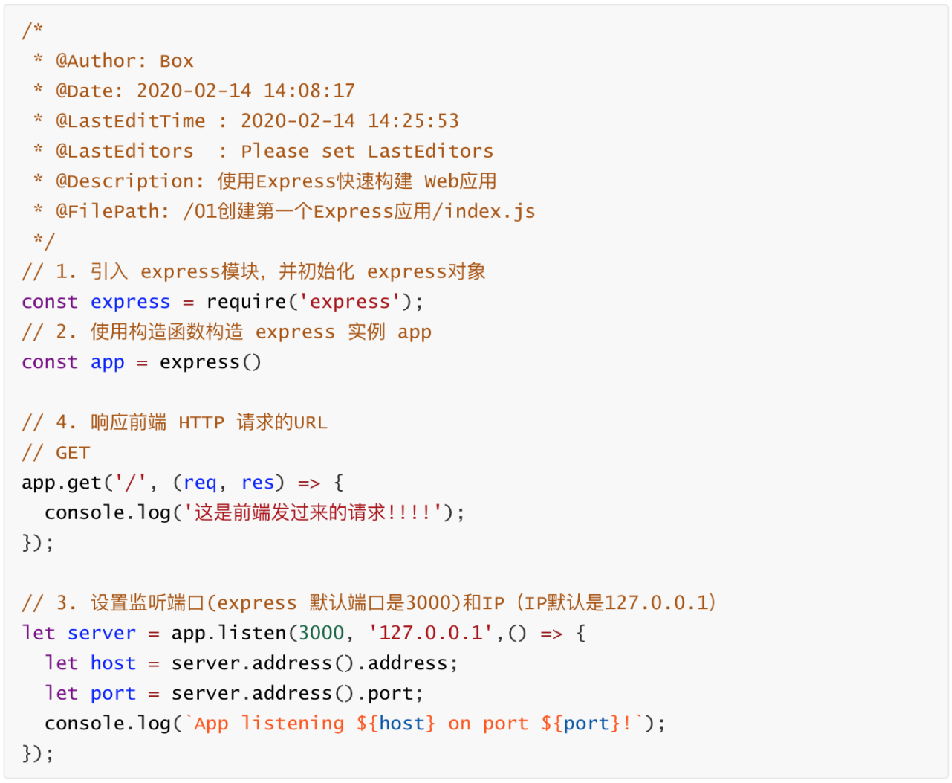 /*
 * @Author: Box
 * @Date: 2020-02-14 14:08:17
 * @LastEditTime : 2020-02-14 14:25:53
 * @LastEditors  : Please set LastEditors
 * @Description: 使用Express快速构建 Web应用
 * @FilePath: /01创建第一个Express应用/index.js
 */
// 1. 引入 express模块, 并初始化 express对象
const express = require('express');
// 2. 使用构造函数构造 express 实例 app
const app = express()

// 4. 响应前端 HTTP 请求的URL
// GET
app.get('/', (req, res) => {
  console.log('这是前端发过来的请求!!!!');
});

// 3. 设置监听端口(express 默认端口是3000)和IP（IP默认是127.0.0.1）
let server = app.listen(3000, '127.0.0.1',() => {
  let host = server.address().address;
  let port = server.address().port;
  console.log(`App listening ${host} on port ${port}!`);
});